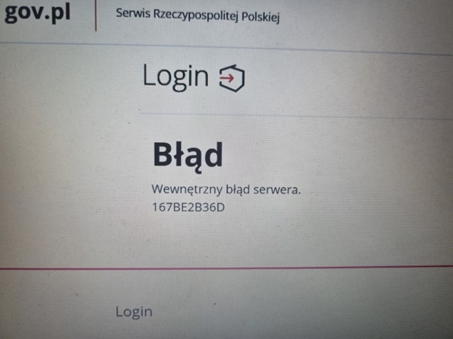 gov.pl
Serwis Rzeczypospolitej Polskiej
Login
Błąd
Wewnętrzny błąd serwera.
167BE2B36D
Login